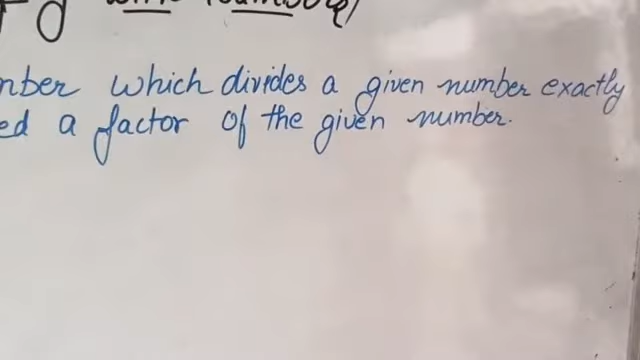 nber which divides a given number exactly
ed a factor of the given number.